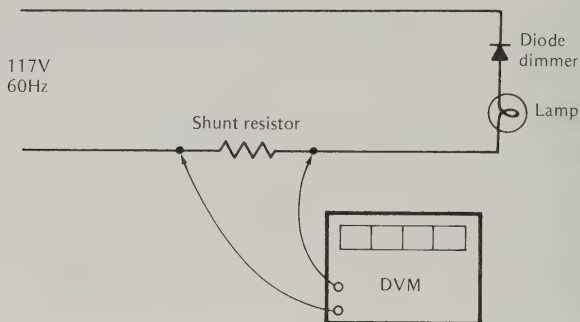 117V
60Hz
Diode
dimmer
Lamp
Shunt resistor
DVM